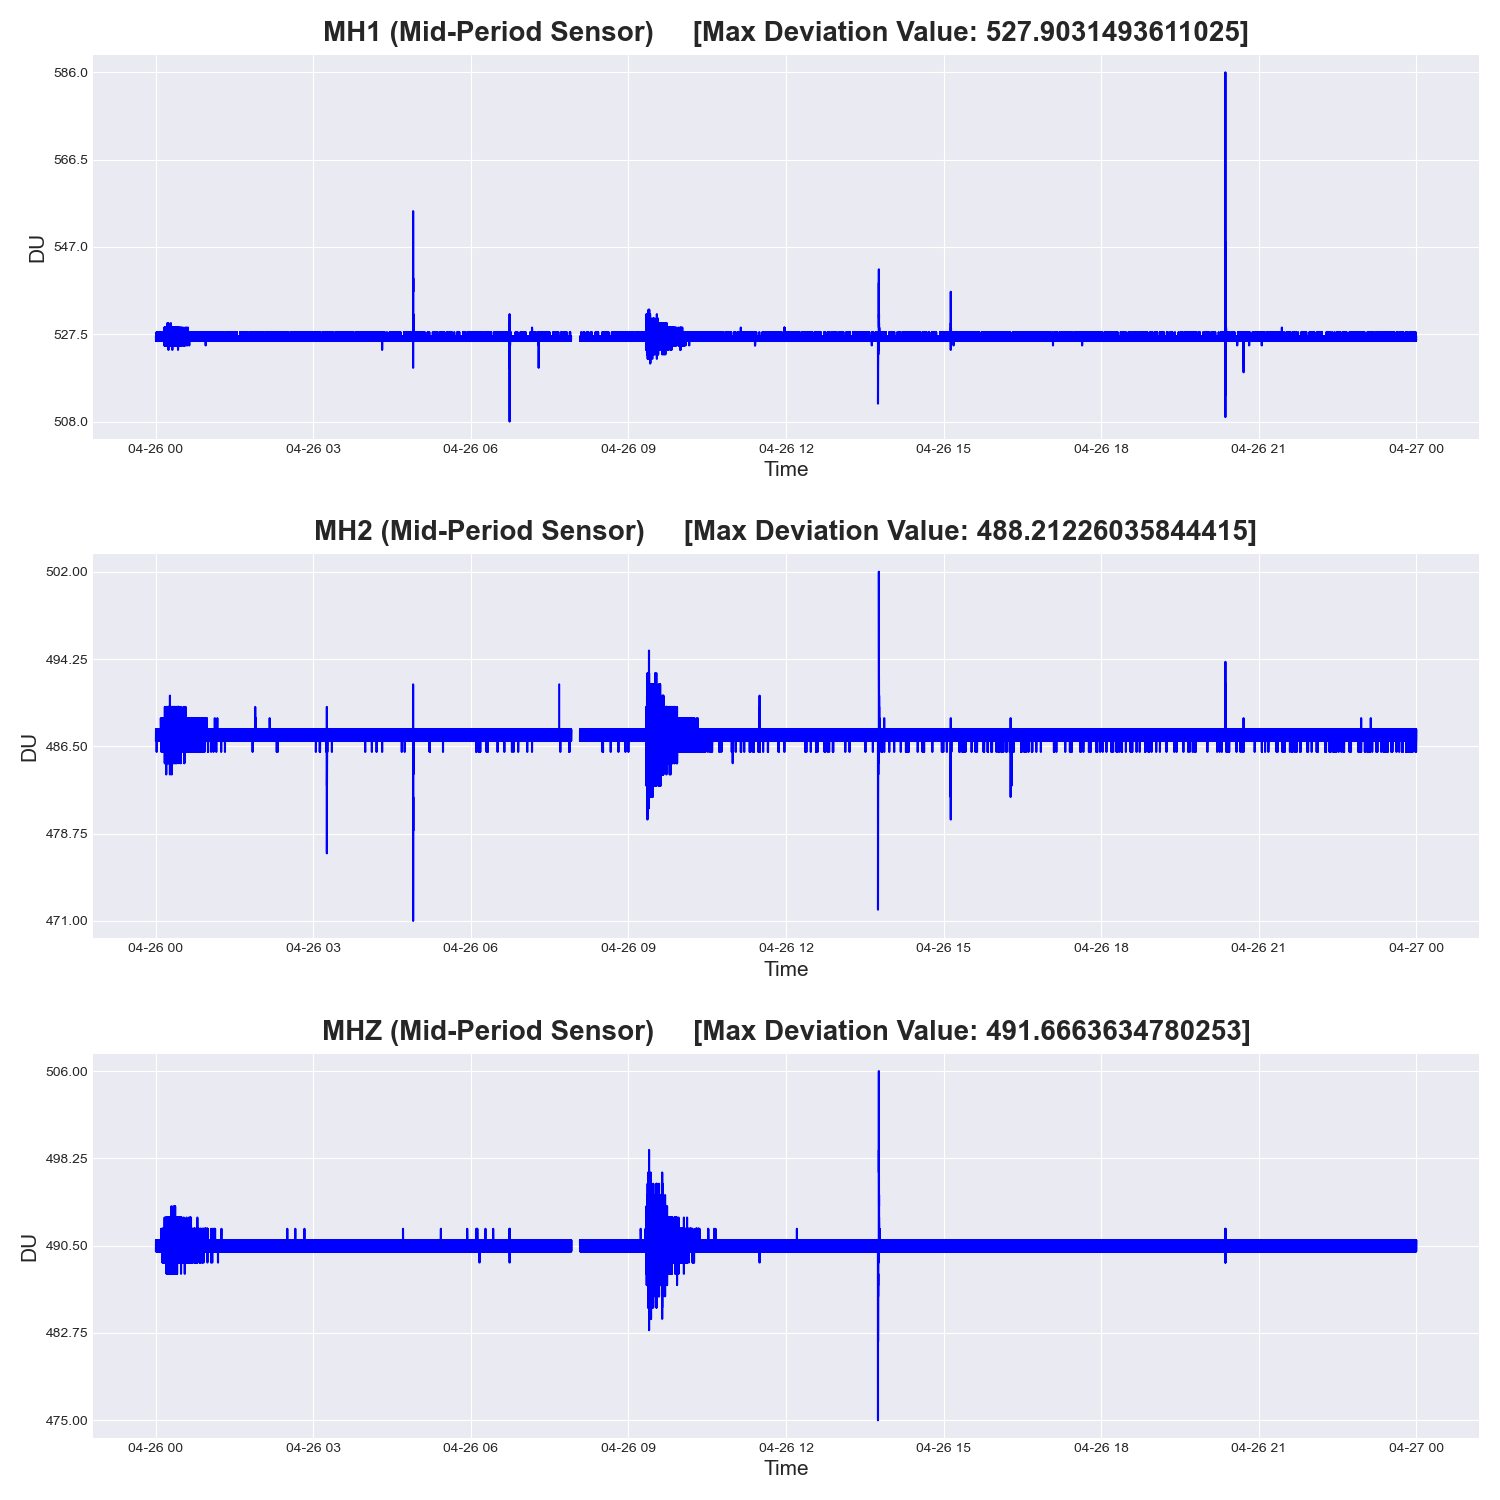 MH1 (Mid-Period Sensor) [Max Deviation Value: 527.9031493611025]
586.0
566.5
547.0
527.5
508.0
DU
04-26 00 04-26 03 04-26 06 04-26 09 04-26 12 04-26 15 04-26 18 04-26 21 04-27 00
Time
MH2 (Mid-Period Sensor) [Max Deviation Value: 488.21226035844415]
502.00
494.25
486.50
478.75
471.00
DU
04-26 00 04-26 03 04-26 06 04-26 09 04-26 12 04-26 15 04-26 18 04-26 21 04-27 00
Time
MHZ (Mid-Period Sensor) [Max Deviation Value: 491.6663634780253]
506.00
498.25
490.50
482.75
475.00
DU
04-26 00 04-26 03 04-26 06 04-26 09 04-26 12 04-26 15 04-26 18 04-26 21 04-27 00
Time